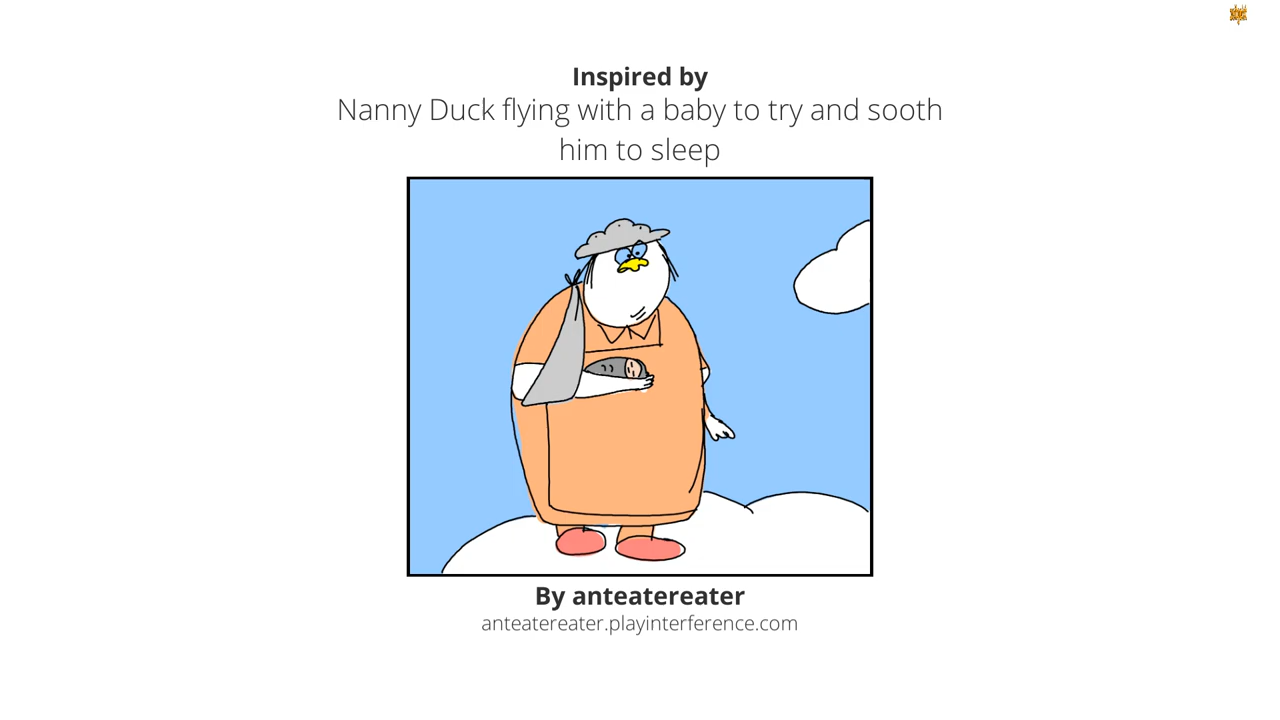 Inspired by
Nanny Duck flying with a baby to try and sooth
him to sleep
By anteatereater
anteatereater.playinterference.com